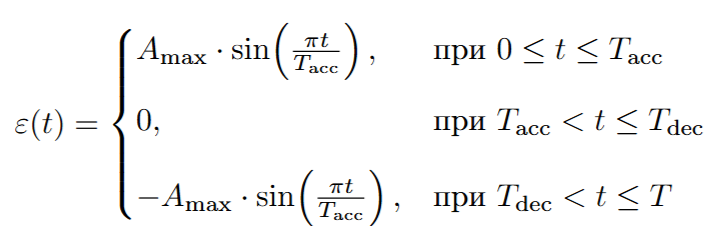 A_max · sin(πt/T_acc), при 0 ≤ t ≤ T_acc
ε(t) = { 0, при T_acc < t ≤ T_dec
−A_max · sin(πt/T_acc), при T_dec < t ≤ T